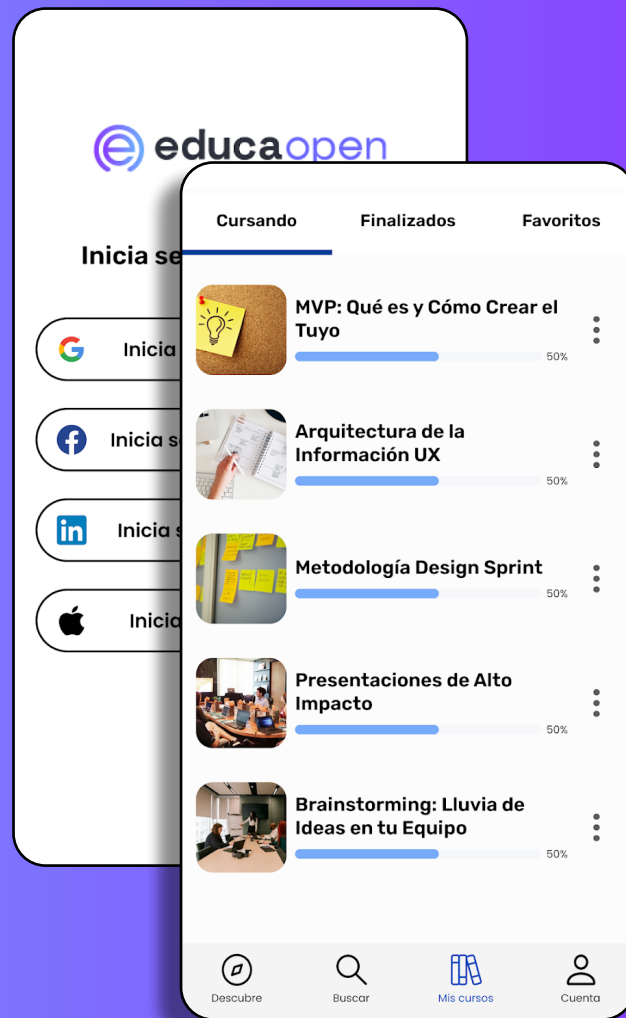 educaopen
Inicia se
Inicia
Inicia s
Inicia s
Inicia
Cursando Finalizados Favoritos
MVP: Qué es y Cómo Crear el
Tuyo
50%
Arquitectura de la
Información UX
50%
Metodología Design Sprint
50%
Presentaciones de Alto
Impacto
50%
Brainstorming: Lluvia de
Ideas en tu Equipo
50%
Descubre Buscar Mis cursos Cuenta